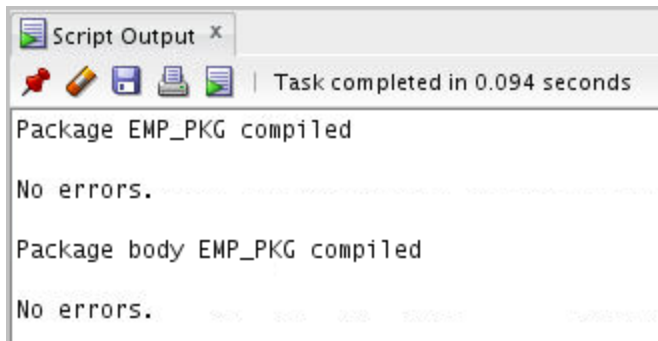 Script Output x
Task completed in 0.094 seconds
Package EMP_PKG compiled
No errors.
Package body EMP_PKG compiled
No errors.